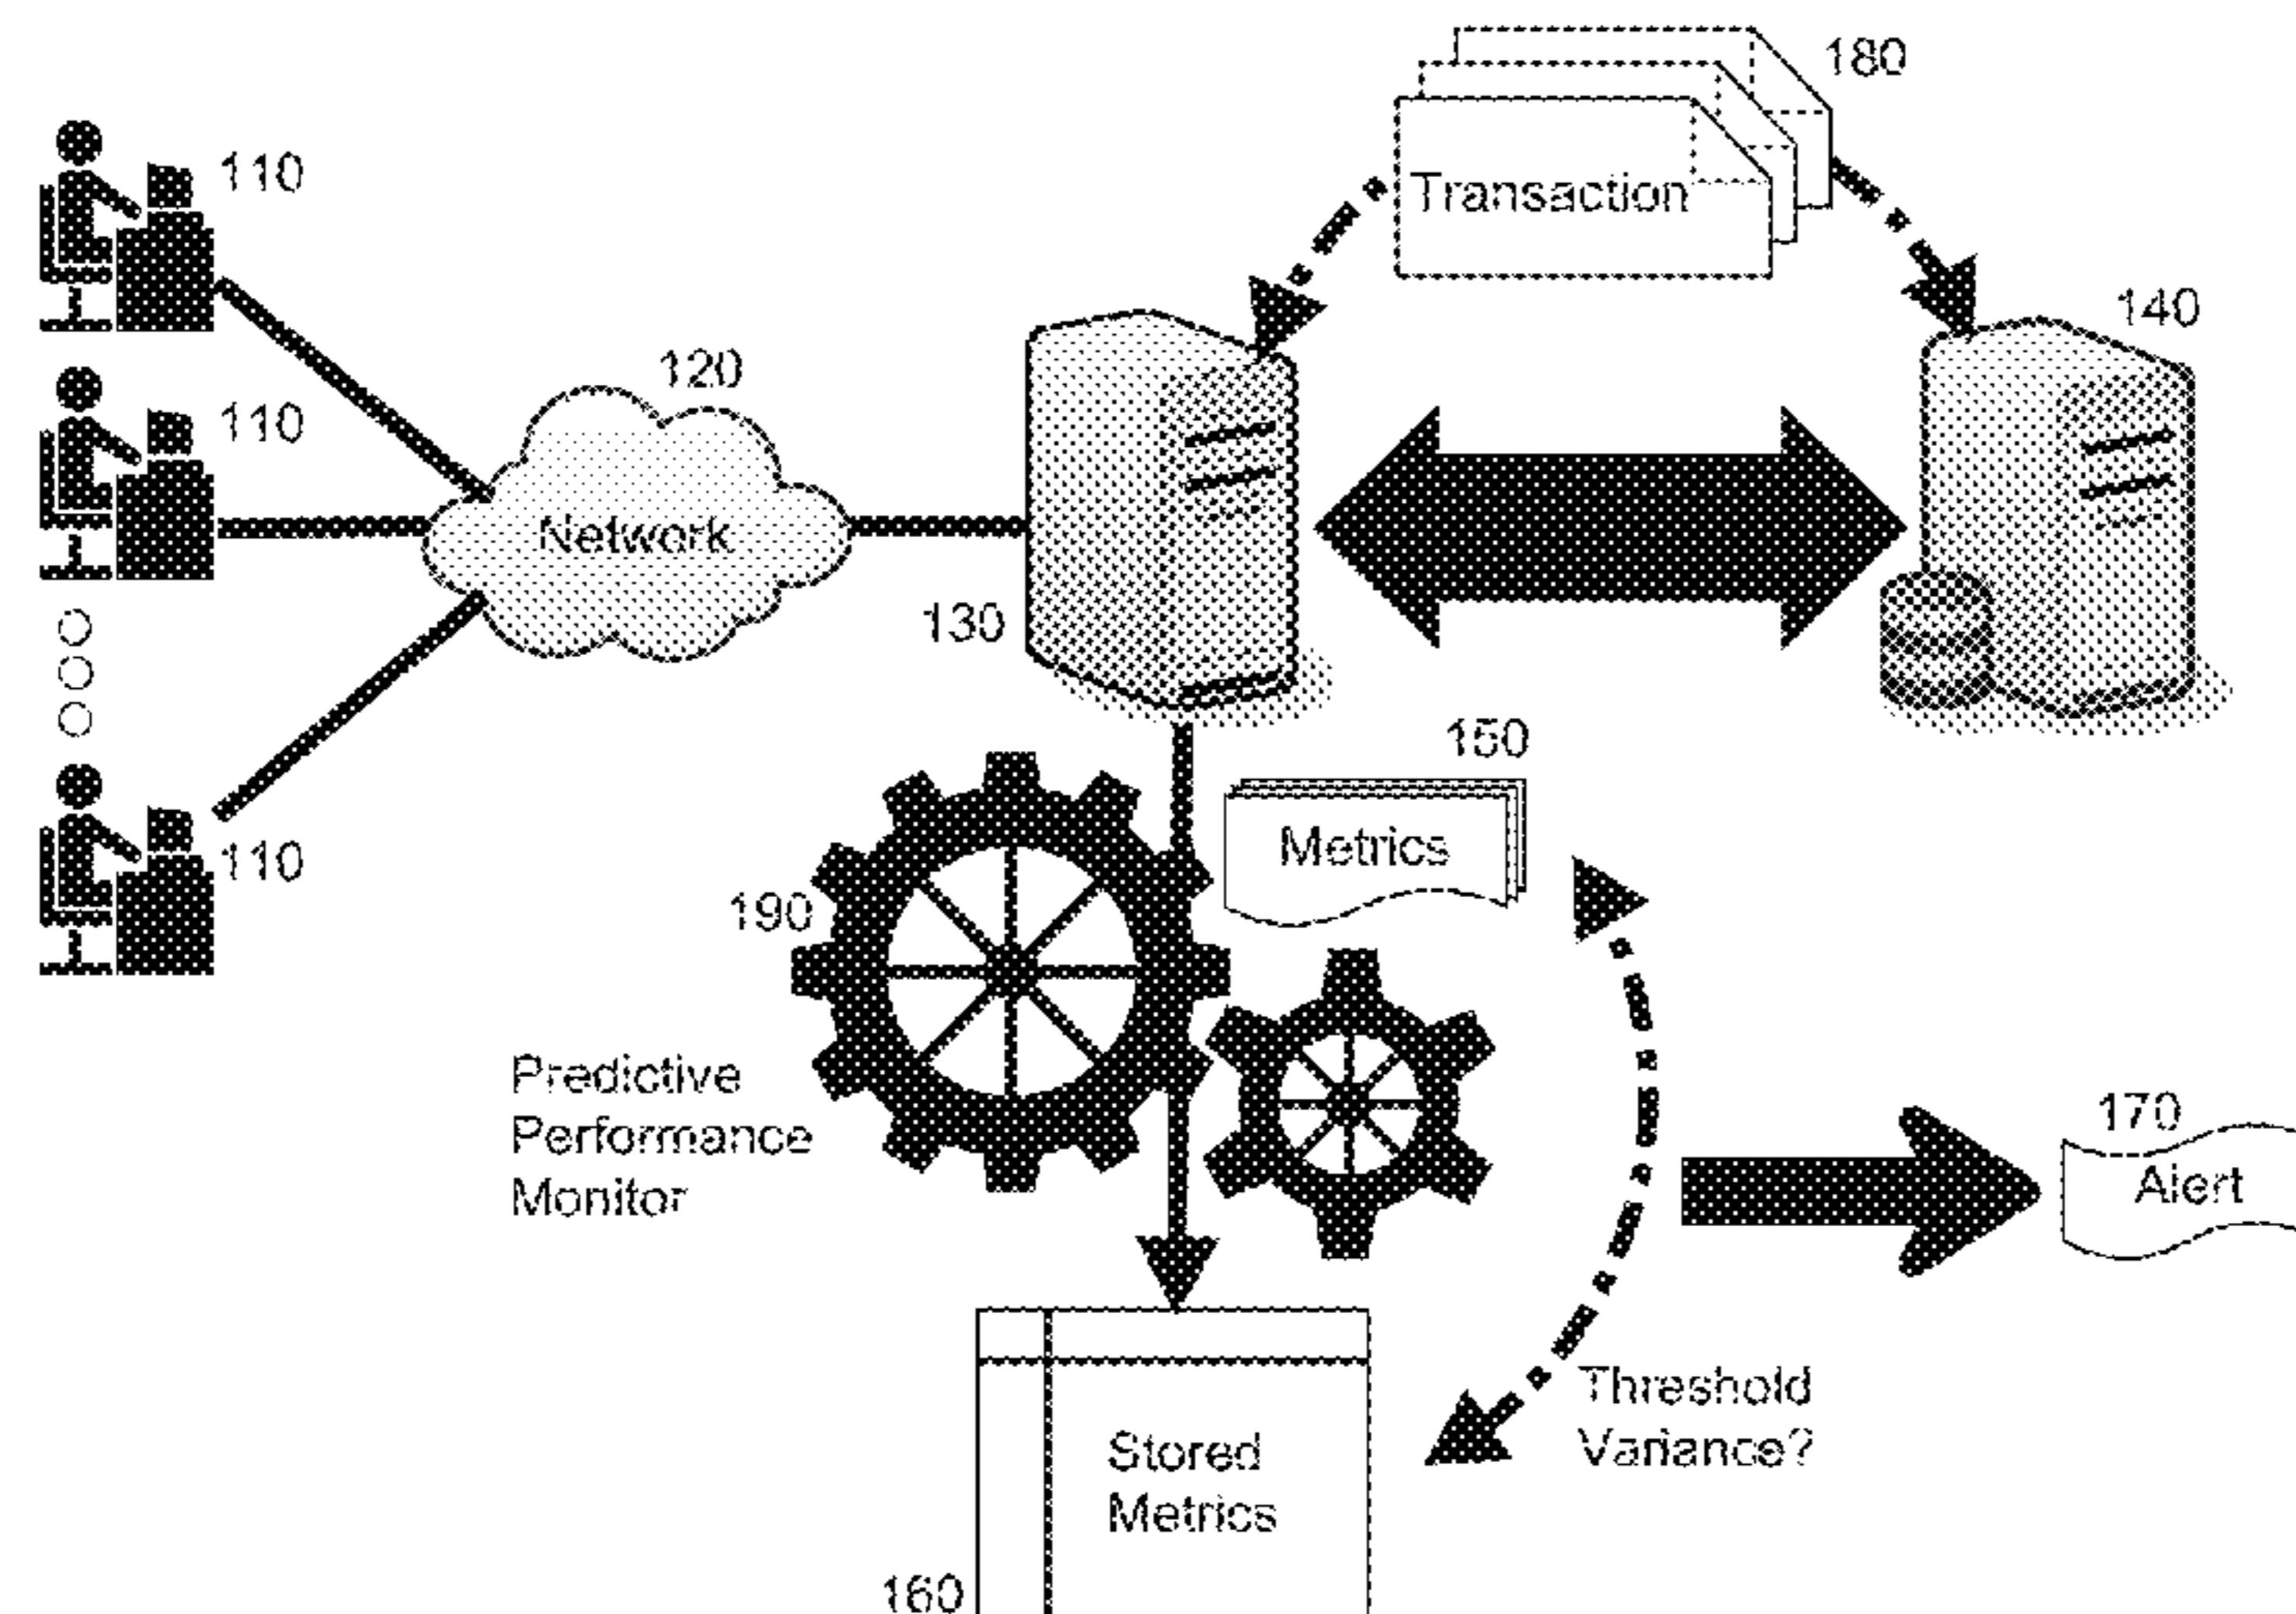 180
Transaction
110
140
120
110
Network
130
150
Metrics
110
190
Predictive
Performance
Monitor
170
Alert
Threshold
Variance?
Stored
Metrics
160